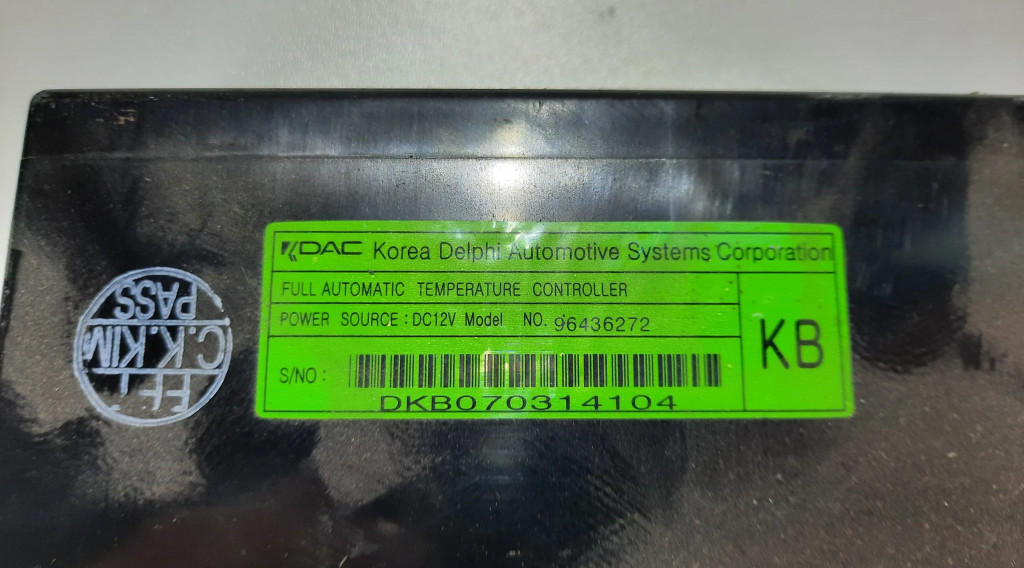 KDAC Korea Delphi Automotive Systems Corporation
FULL AUTOMATIC TEMPERATURE CONTROLLER
POWER SOURCE : DC12V Model NO. 96436272
KB
S/NO :
DKB070314104
PASS
C.K.KIM